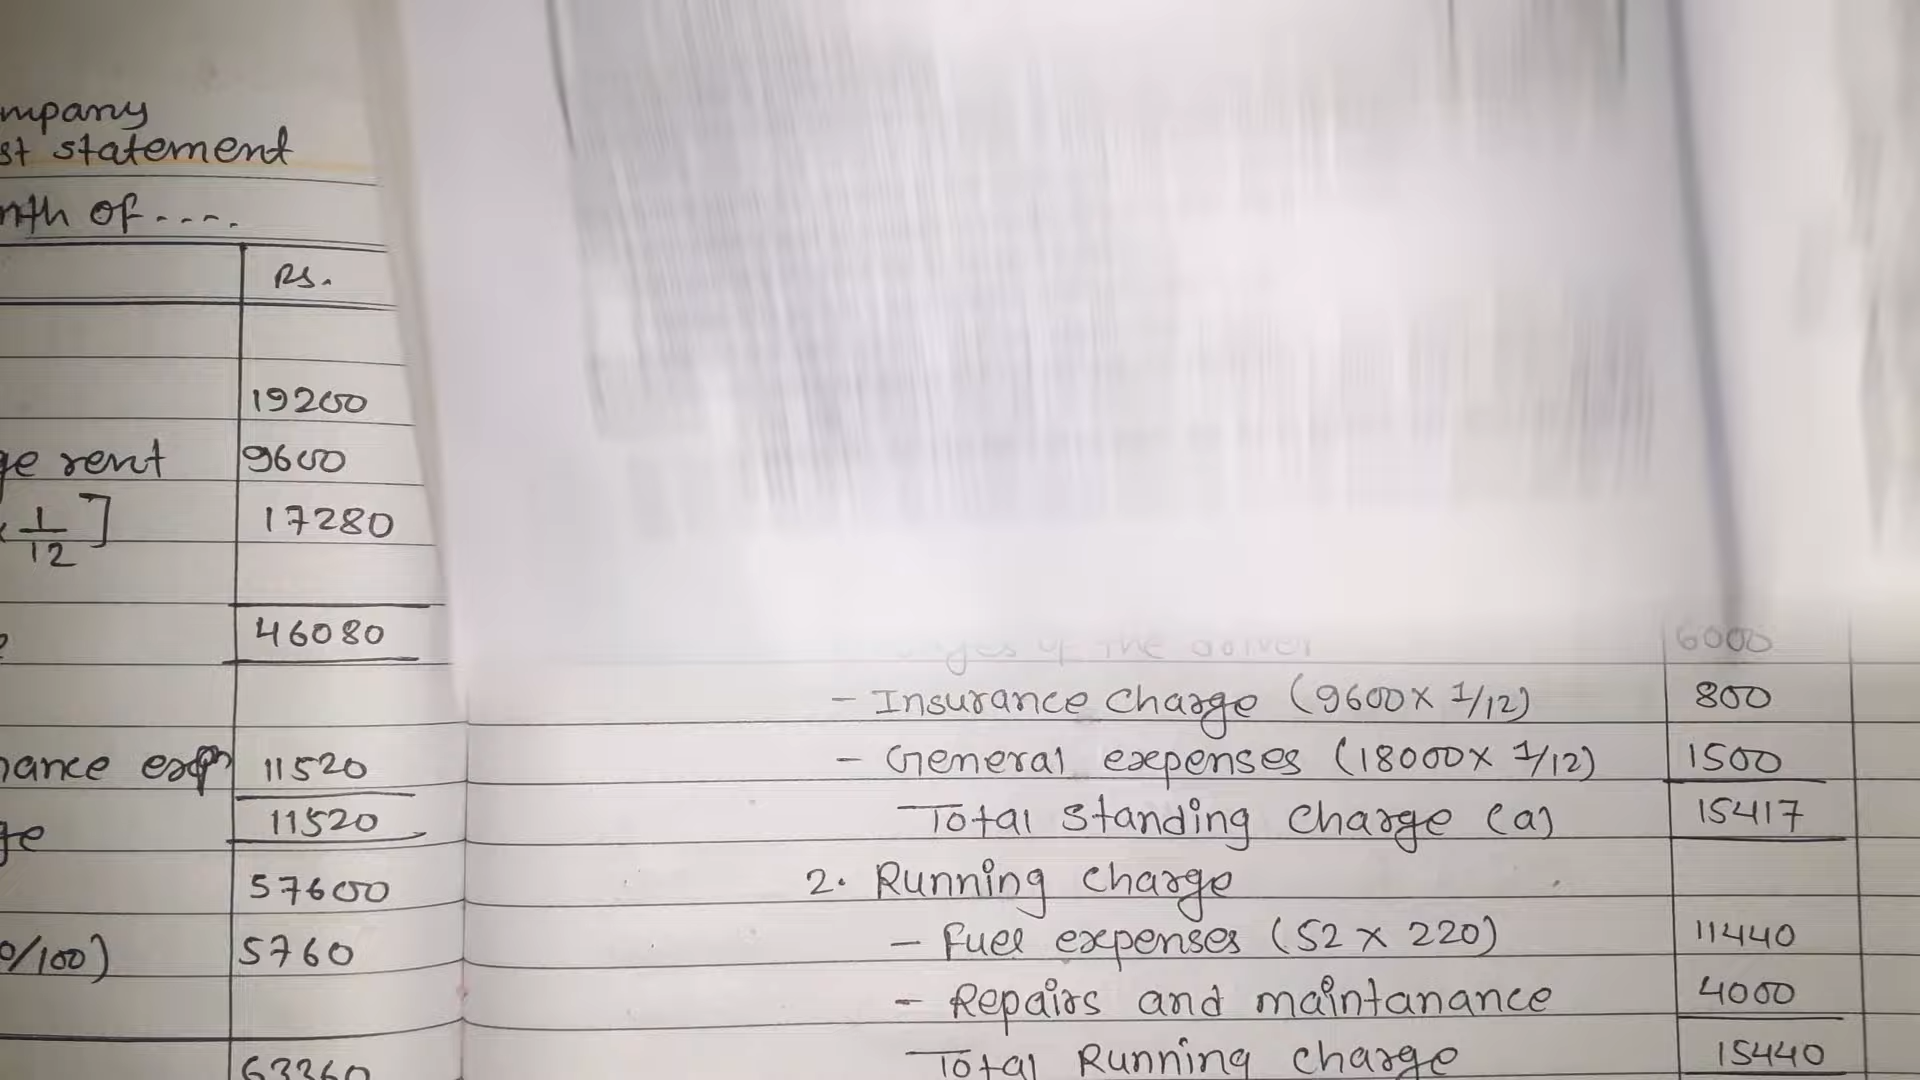 mpany
st statement
nth of ....
Rs.
19200
ge rent 9600
1/12] 17280
46080
nance exp 11520
ge 11520
57600
0/100) 5760
63360
6000
- Insurance charge (9600 x 1/12) 800
- General expenses (18000 x 1/12) 1500
Total standing charge (a) 15417
2. Running charge
- Fuel expenses (52 x 220) 11440
- Repairs and maintanance 4000
Total Running charge 15440